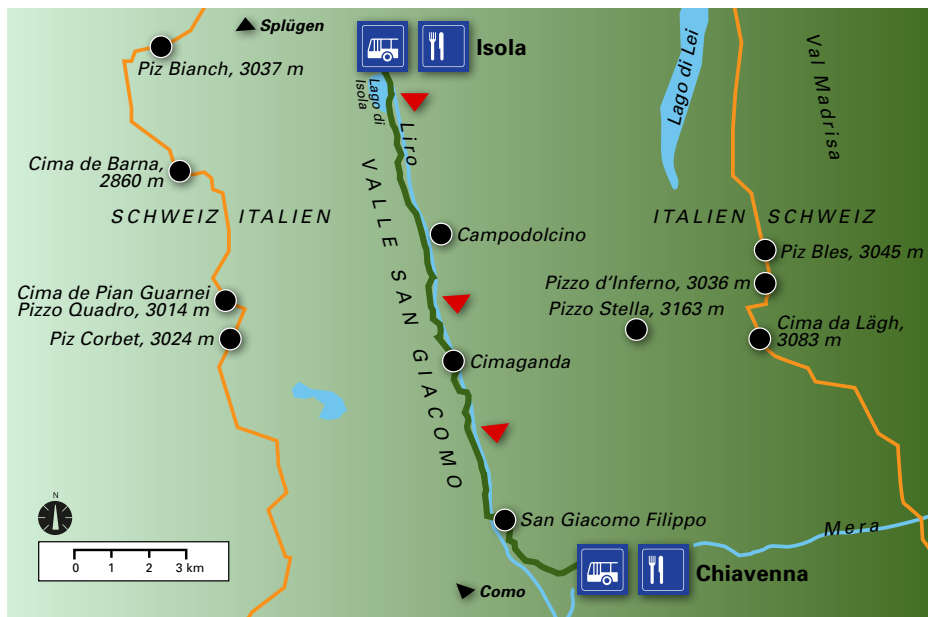 Splügen
Isola
Piz Bianch, 3037 m
Lago di
Isola
Liro
Lago di Lei
Val Madrisa
Cima de Barna,
2860 m
SCHWEIZ ITALIEN
ITALIEN SCHWEIZ
VALLE SAN GIACOMO
Campodolcino
Piz Bles, 3045 m
Pizzo d'Inferno, 3036 m
Cima de Pian Guarnei
Pizzo Quadro, 3014 m
Pizzo Stella, 3163 m
Piz Corbet, 3024 m
Cima da Lägh,
3083 m
Cimaganda
N
San Giacomo Filippo
Mera
0 1 2 3 km
Chiavenna
Como